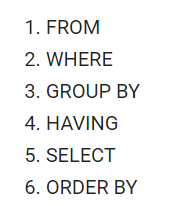 1. FROM
2. WHERE
3. GROUP BY
4. HAVING
5. SELECT
6. ORDER BY